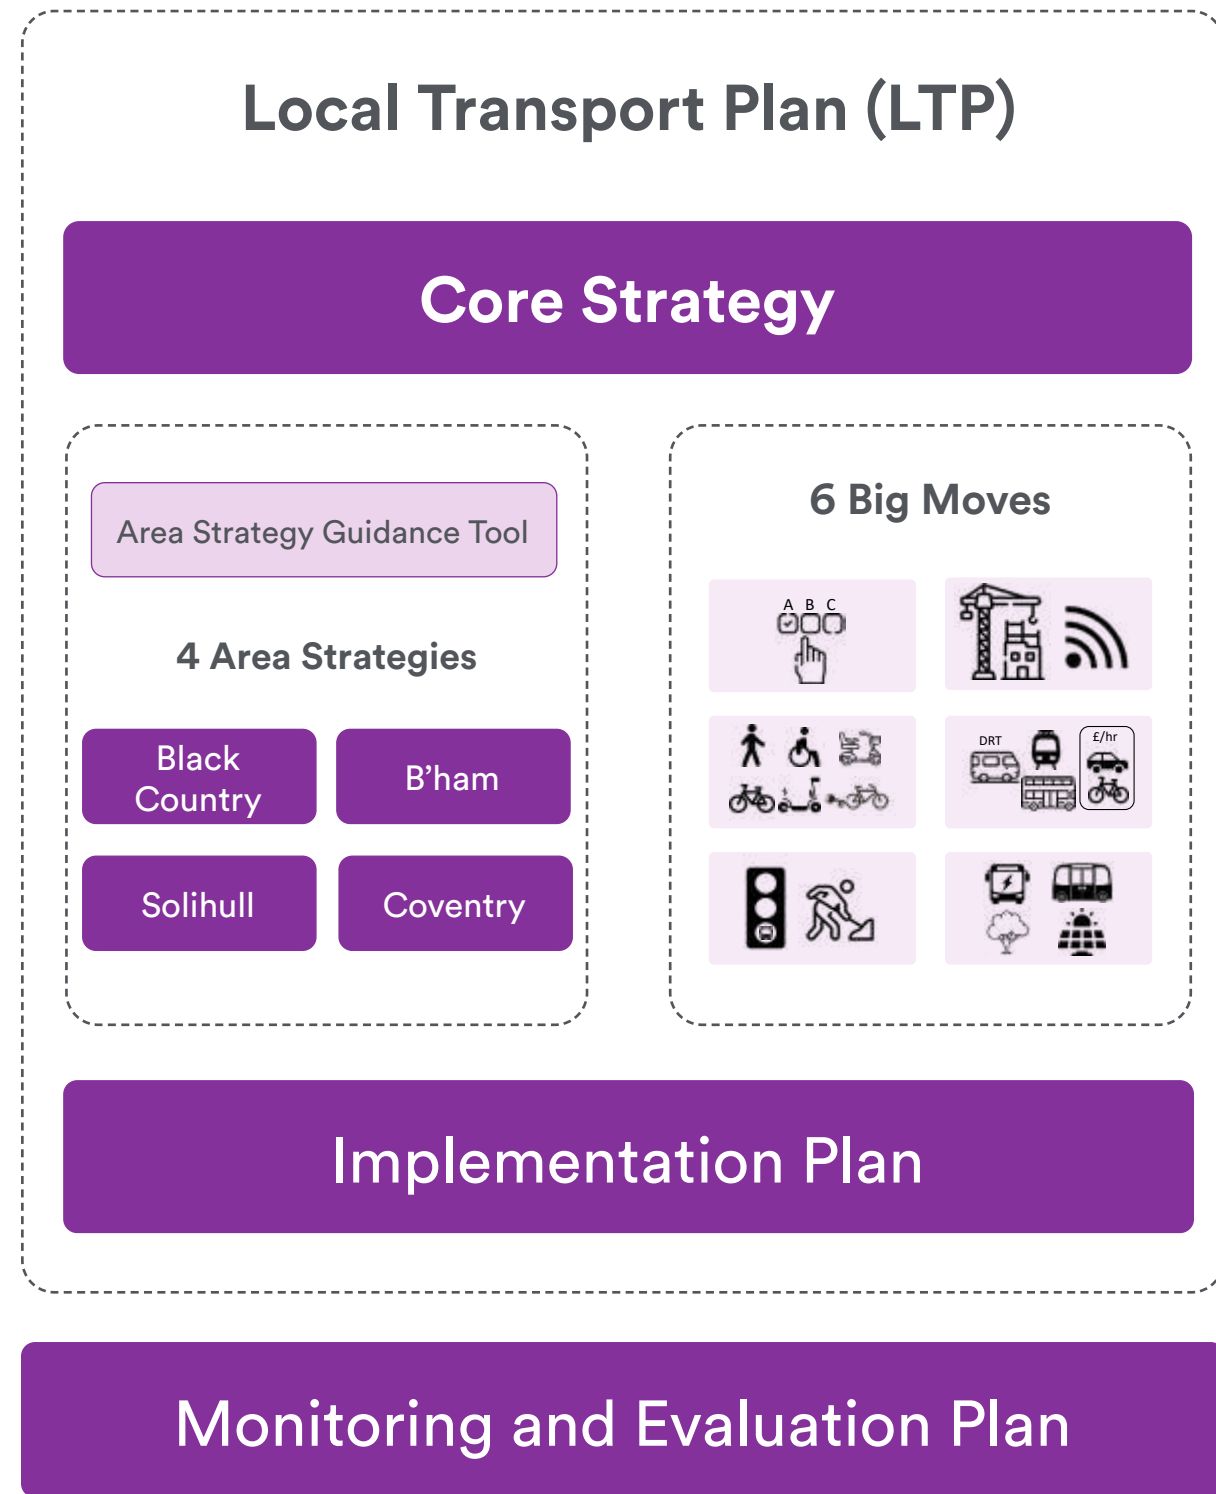 Local Transport Plan (LTP)
Core Strategy
Area Strategy Guidance Tool
4 Area Strategies
Black
Country
B’ham
Solihull
Coventry
6 Big Moves
A B C
DRT
£/hr
Implementation Plan
Monitoring and Evaluation Plan